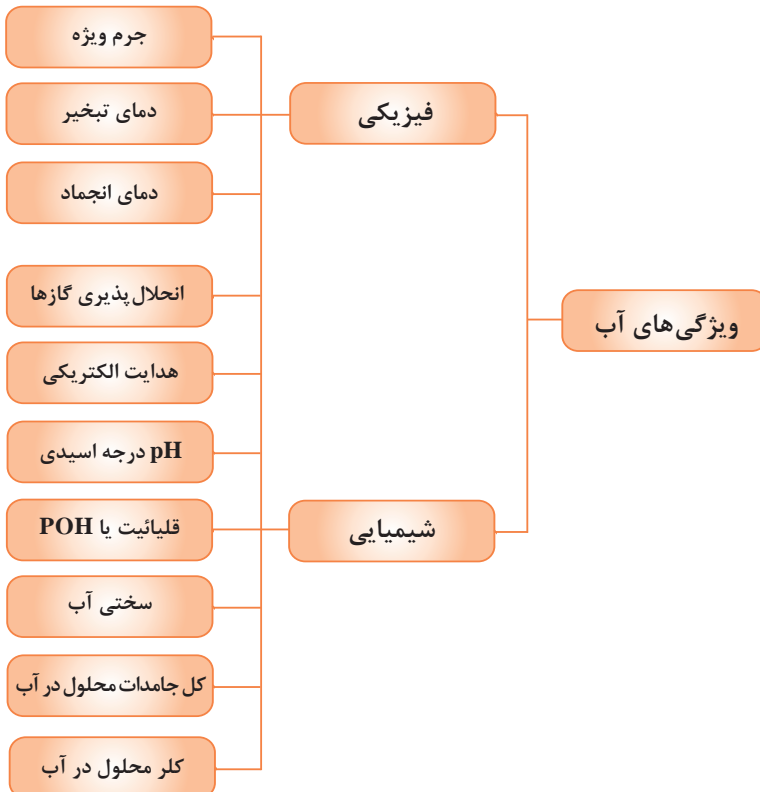 ویژگی‌های آب
فیزیکی
جرم ویژه
دمای تبخیر
دمای انجماد
شیمیایی
انحلال‌پذیری گازها
هدایت الکتریکی
pH درجه اسیدی
قلیائیت یا POH
سختی آب
کل جامدات محلول در آب
کلر محلول در آب